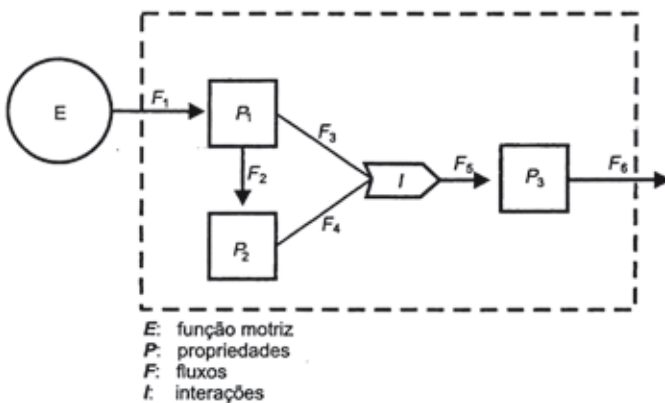 E
F₁
P₁
F₂
P₂
F₃
F₄
I
F₅
P₃
F₆
E: função motriz
P: propriedades
F: fluxos
I: interações